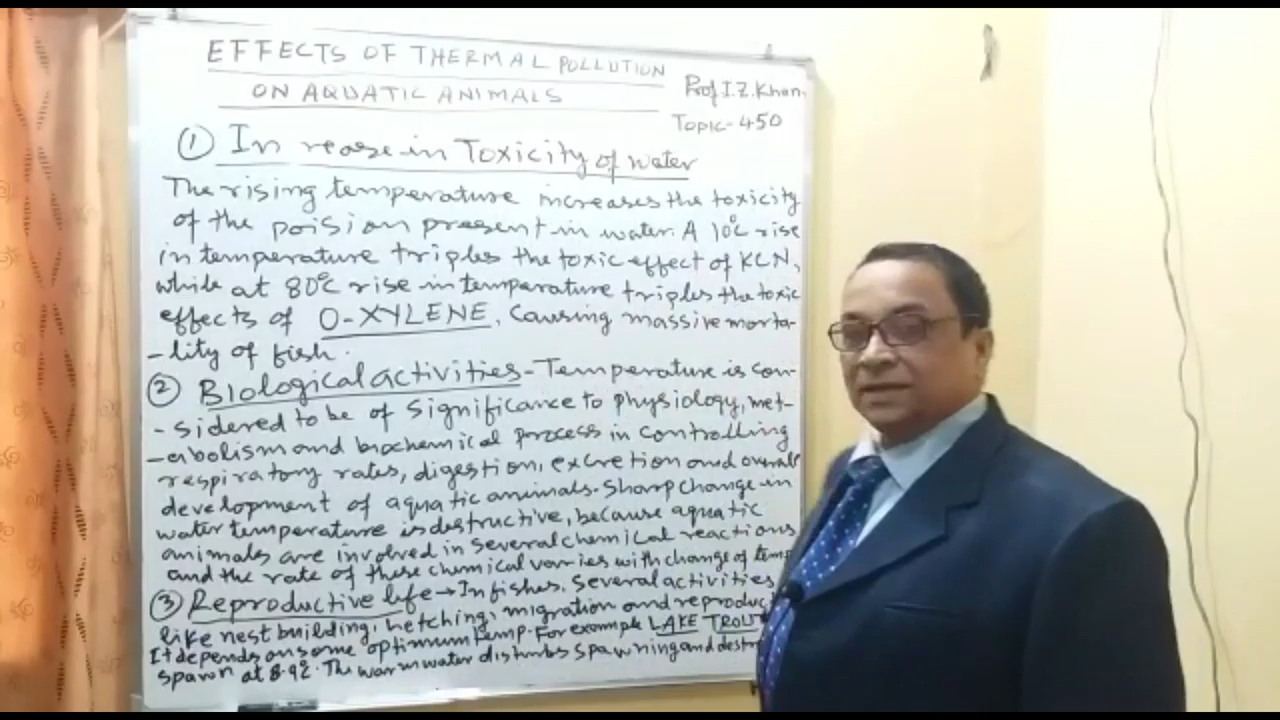 EFFECTS OF THERMAL POLLUTION
ON AQUATIC ANIMALS
Prof I.Z.Khan.
Topic-450
① In rease in Toxicity of water
The rising temperature increases the toxicity
of the poision present in water. A 10°C rise
in temperature triples the toxic effect of KCN,
while at 80°C rise in temperature triples the toxic
effects of O-XYLENE, Causing massive morta-
-lity of fish.
② Biological activities - Temperature is con-
-sidered to be of significance to physiology, met-
-abolism and biochemical process in controlling
respiratory rates, digestion, excretion and overall
development of aquatic animals. Sharp change in
water temperature is destructive, because aquatic
animals are involved in several chemical reactions
and the rate of these chemical varies with change of temp
③ Reproductive life → In fishes, several activities
like nest building, hetching, migration and reproduc
It depends on some optimum temp. For example LAKE TROUT
spawn at 8.9°C. The warm water disturbs spawning and destr